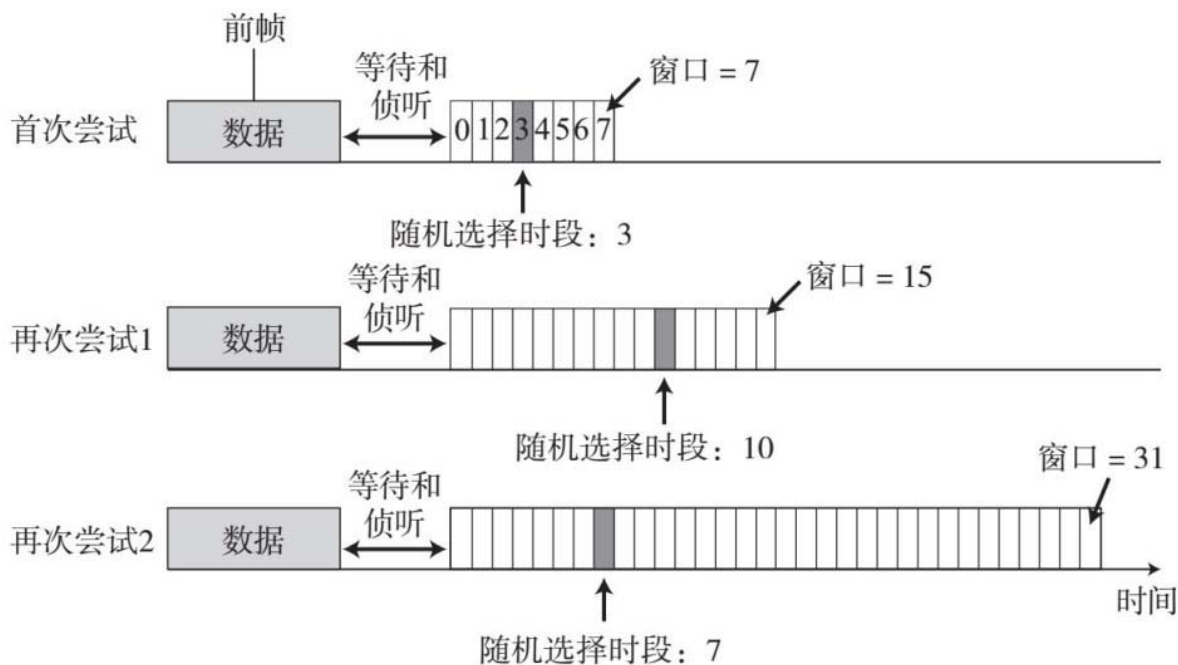 前帧
等待和
侦听
窗口 = 7
首次尝试
数据
0 1 2 3 4 5 6 7
随机选择时段：3
等待和
侦听
窗口 = 15
再次尝试1
数据
随机选择时段：10
等待和
侦听
窗口 = 31
再次尝试2
数据
时间
随机选择时段：7